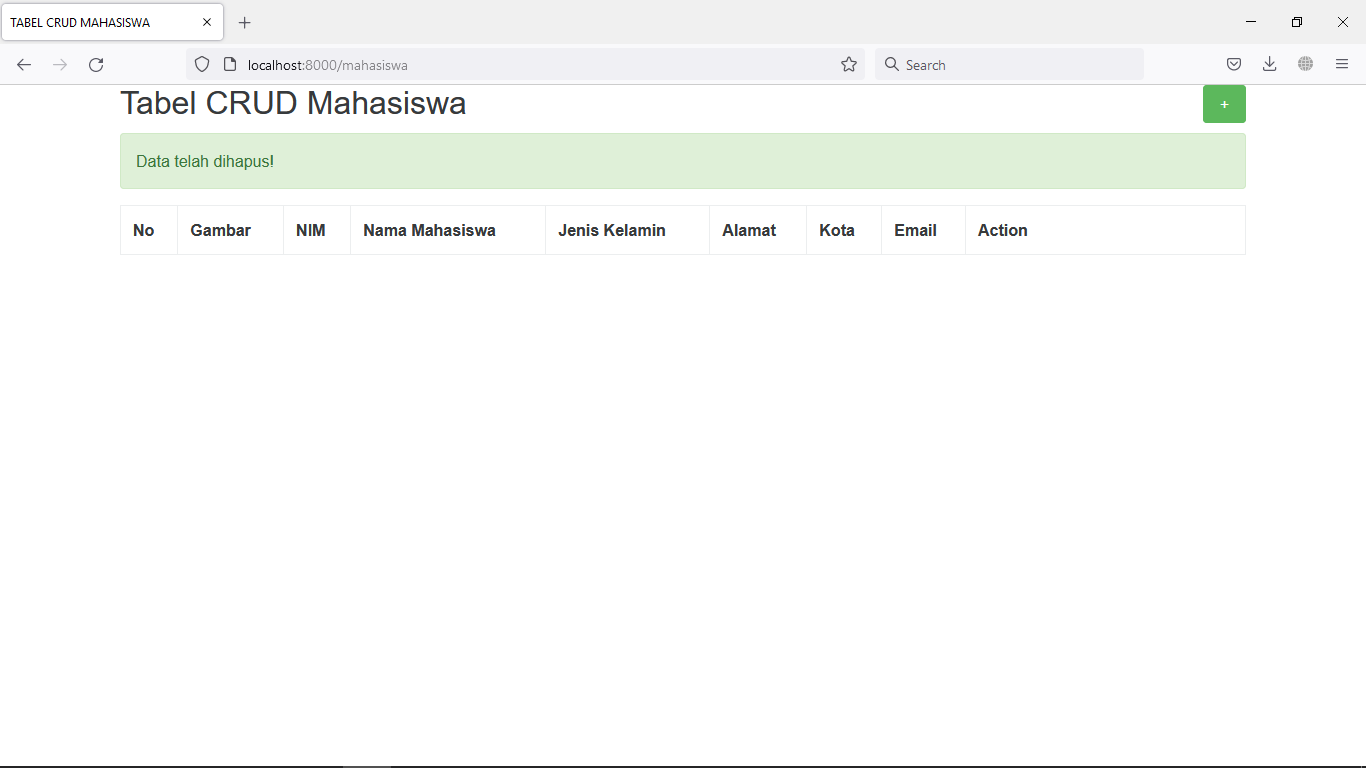 TABEL CRUD MAHASISWA
localhost:8000/mahasiswa
Search
Tabel CRUD Mahasiswa
+
Data telah dihapus!
No Gambar NIM Nama Mahasiswa Jenis Kelamin Alamat Kota Email Action